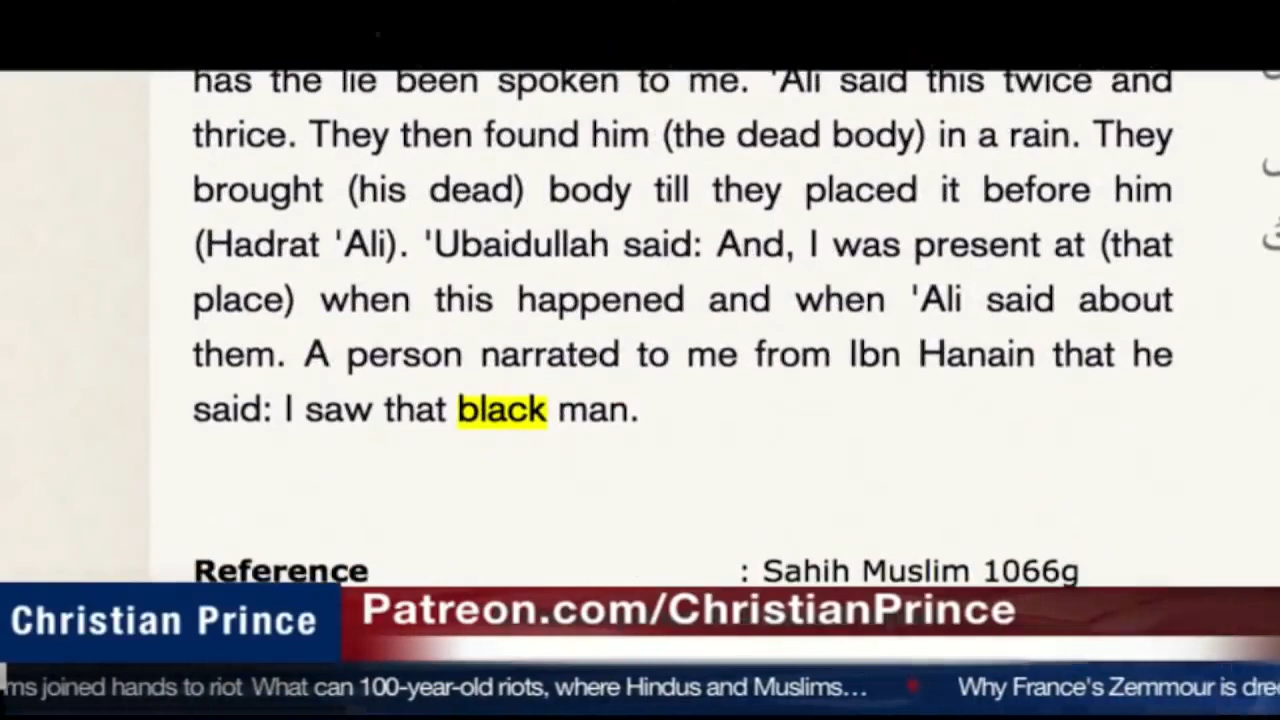 has the lie been spoken to me. 'Ali said this twice and
thrice. They then found him (the dead body) in a rain. They
brought (his dead) body till they placed it before him
(Hadrat 'Ali). 'Ubaidullah said: And, I was present at (that
place) when this happened and when 'Ali said about
them. A person narrated to me from Ibn Hanain that he
said: I saw that black man.
Reference : Sahih Muslim 1066g
Christian Prince Patreon.com/ChristianPrince
joined hands to riot What can 100-year-old riots, where Hindus and Muslims... • Why France's Zemmour is